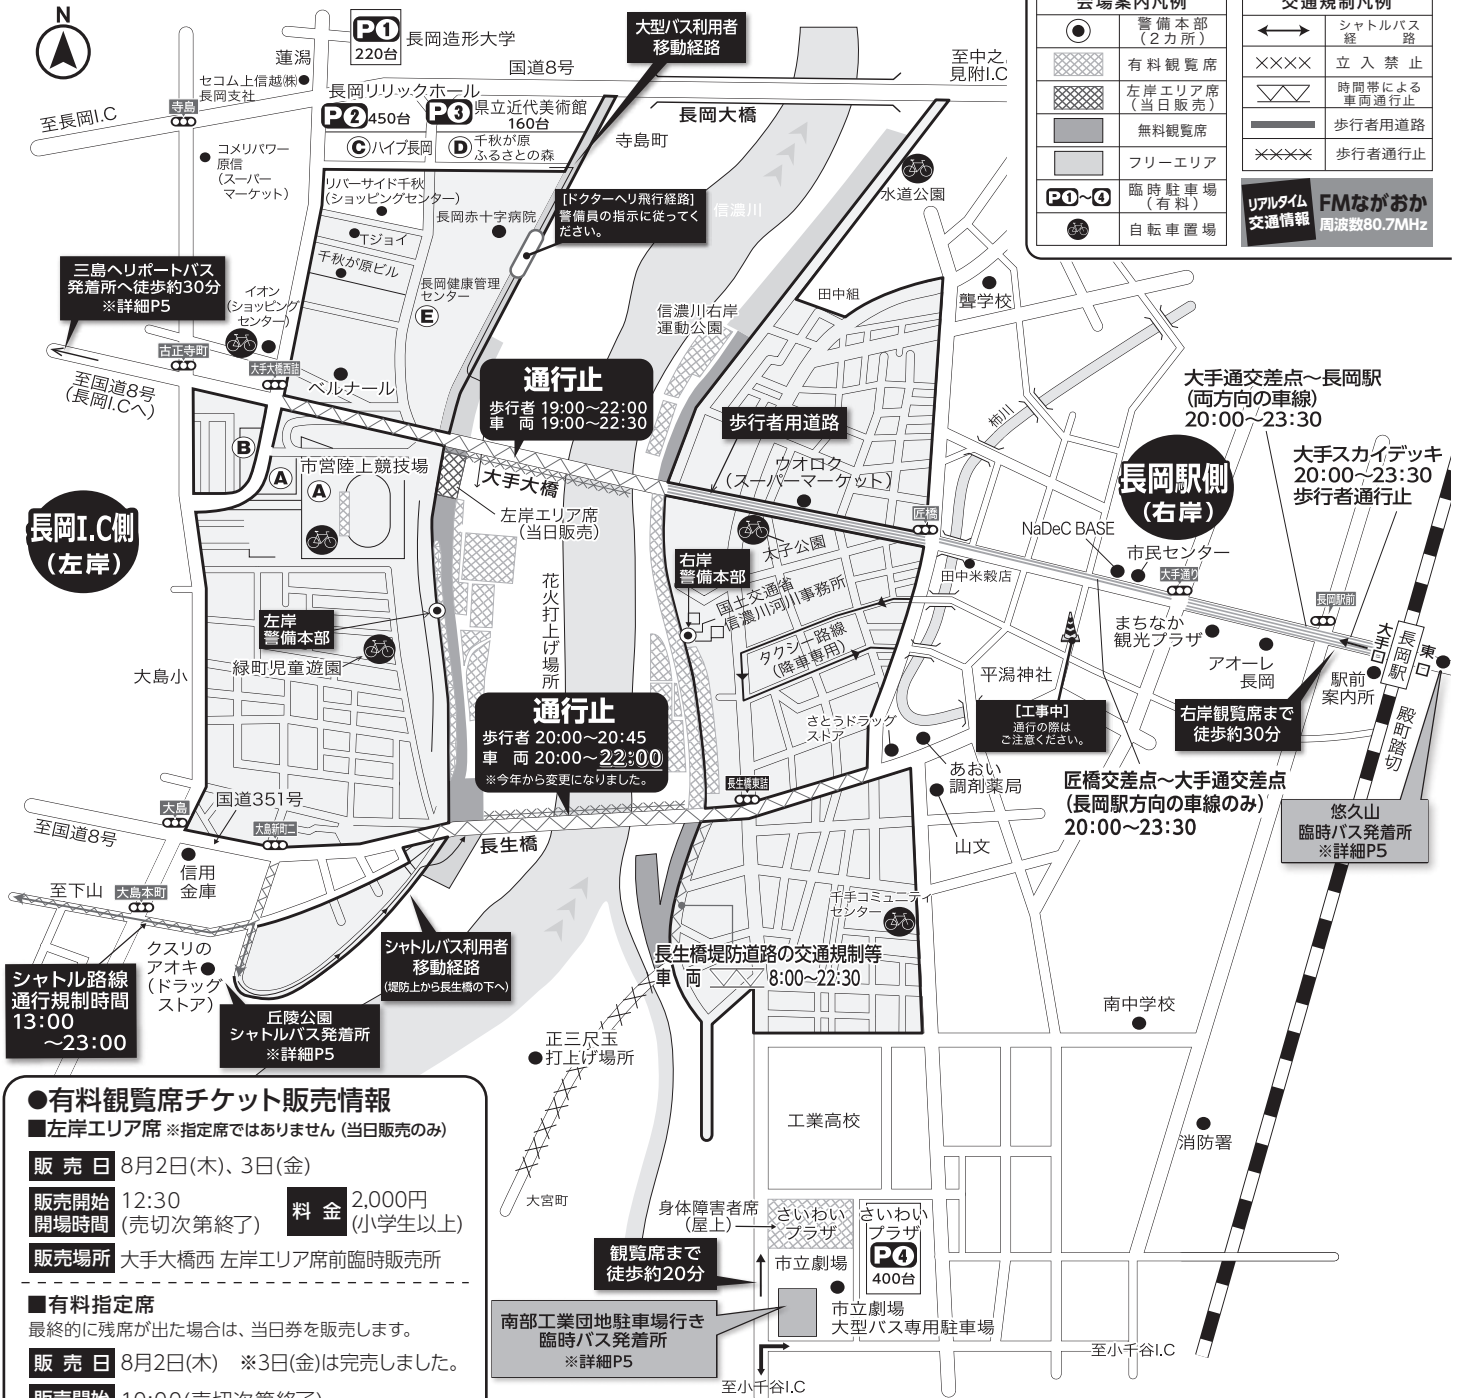 N
P1
220台
長岡造形大学
大型バス利用者
移動経路
至中之
見附I.C
蓮潟
国道8号
セコム上信越(株)
長岡支社
長岡リリックホール
寺島
至長岡I.C
P2 450台
P3 県立近代美術館
160台
長岡大橋
Ⓒハイブ長岡
Ⓓ千秋が原
ふるさとの森
寺島町
コメリパワー
原信
(スーパー
マーケット)
リバーサイド千秋
(ショッピングセンター)
水道公園
[ドクターヘリ飛行経路]
警備員の指示に従ってく
ださい。
信濃川
長岡赤十字病院
Tジョイ
千秋が原ビル
三島ヘリポートバス
発着所へ徒歩約30分
※詳細P5
イオン
(ショッピング
センター)
長岡健康管理
センター
Ⓔ
田中組
聾学校
信濃川右岸
運動公園
古正寺町
大手大橋西詰
至国道8号
(長岡I.Cへ)
ベルナール
通行止
歩行者 19:00〜22:00
車　両 19:00〜22:30
歩行者用道路
柿川
大手通交差点〜長岡駅
(両方向の車線)
20:00〜23:30
大手スカイデッキ
20:00〜23:30
歩行者通行止
長岡駅側
(右岸)
Ⓑ
Ⓐ
Ⓐ
市営陸上競技場
大手大橋
ウオロク
(スーパーマーケット)
左岸エリア席
(当日販売)
匠橋
NaDeC BASE
市民センター
大手通り
長岡I.C側
(左岸)
太子公園
右岸
警備本部
国土交通省
信濃川河川事務所
田中米穀店
まちなか
観光プラザ
長岡駅前
大手口
長岡駅
東口
アオーレ
長岡
駅前
案内所
左岸
警備本部
緑町児童遊園
大島小
花火打上げ場所
タクシー路線
(降車専用)
平潟神社
[工事中]
通行の際は
ご注意ください。
右岸観覧席まで
徒歩約30分
殿町踏切
通行止
歩行者 20:00〜20:45
車　両 20:00〜22:00
※今年から変更になりました。
さとうドラッグ
ストア
あおい
調剤薬局
長生橋東詰
匠橋交差点〜大手通交差点
(長岡駅方向の車線のみ)
20:00〜23:30
悠久山
臨時バス発着所
※詳細P5
大島
国道351号
大島新町二
至国道8号
長生橋
山文
信用
金庫
至下山
大島本町
千手コミュニティ
センター
クスリの
アオキ
(ドラッグ
ストア)
シャトルバス利用者
移動経路
(堤防上から長生橋の下へ)
長生橋堤防道路の交通規制等
車　両　8:00〜22:30
シャトル路線
通行規制時間
13:00
〜23:00
丘陵公園
シャトルバス発着所
※詳細P5
正三尺玉
打上げ場所
南中学校
工業高校
消防署
大宮町
身体障害者席
(屋上)
さいわい
プラザ
さいわい
プラザ
P4
400台
観覧席まで
徒歩約20分
市立劇場
市立劇場
大型バス専用駐車場
南部工業団地駐車場行き
臨時バス発着所
※詳細P5
至小千谷I.C
至小千谷I.C
会場案内凡例
警備本部
(2カ所)
有料観覧席
左岸エリア席
(当日販売)
無料観覧席
フリーエリア
P1〜4 臨時駐車場
(有料)
自転車置場
交通規制凡例
シャトルバス
経　路
立入禁止
時間帯による
車両通行止
歩行者用道路
歩行者通行止
リアルタイム
交通情報
FMながおか
周波数80.7MHz
●有料観覧席チケット販売情報
■左岸エリア席 ※指定席ではありません (当日販売のみ)
販売日 8月2日(木)、3日(金)
販売開始
開場時間
12:30
(売切次第終了)
料金 2,000円
(小学生以上)
販売場所 大手大橋西 左岸エリア席前臨時販売所
■有料指定席
最終的に残席が出た場合は、当日券を販売します。
販売日 8月2日(木)　※3日(金)は完売しました。
販売開始 10:00(売切次第終了)